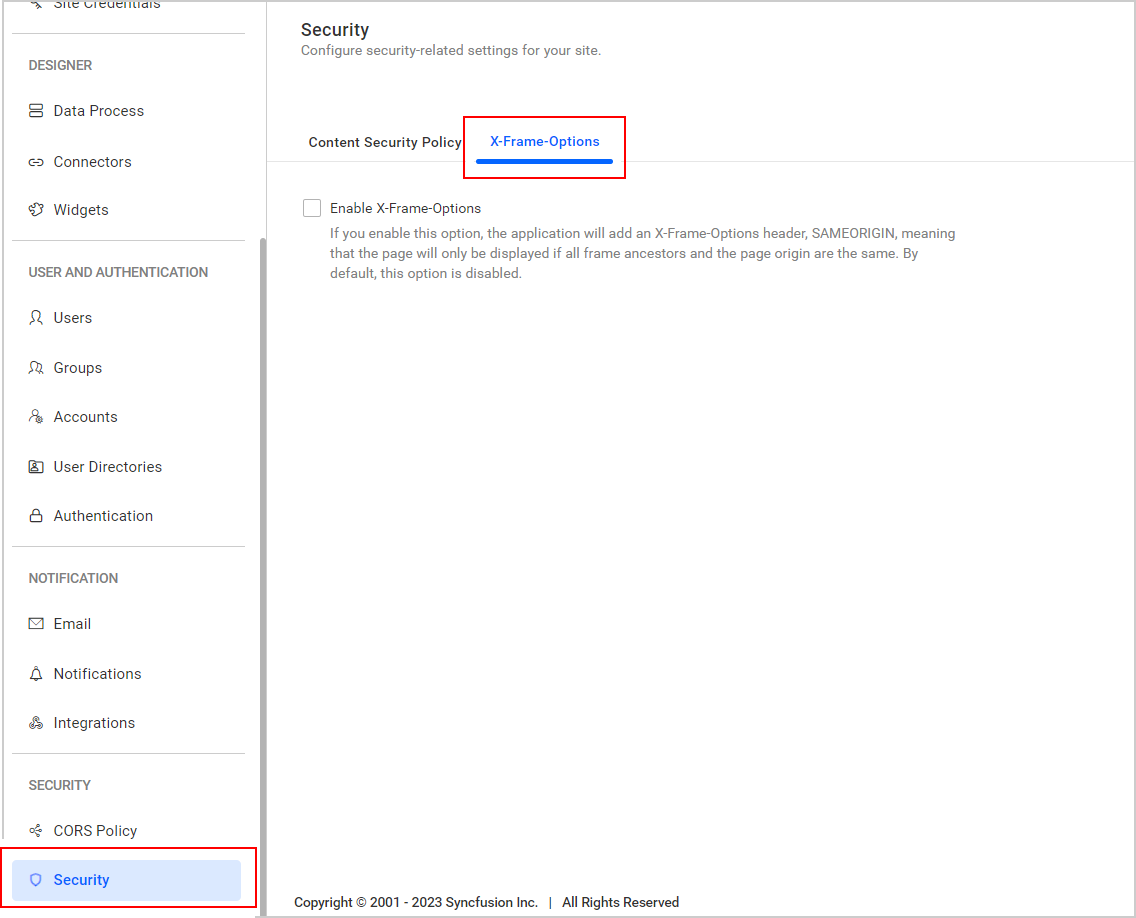 Site Credentials
DESIGNER
Data Process
Connectors
Widgets
USER AND AUTHENTICATION
Users
Groups
Accounts
User Directories
Authentication
NOTIFICATION
Email
Notifications
Integrations
SECURITY
CORS Policy
Security
Security
Configure security-related settings for your site.
Content Security Policy
X-Frame-Options
Enable X-Frame-Options
If you enable this option, the application will add an X-Frame-Options header, SAMEORIGIN, meaning
that the page will only be displayed if all frame ancestors and the page origin are the same. By
default, this option is disabled.
Copyright © 2001 - 2023 Syncfusion Inc. | All Rights Reserved